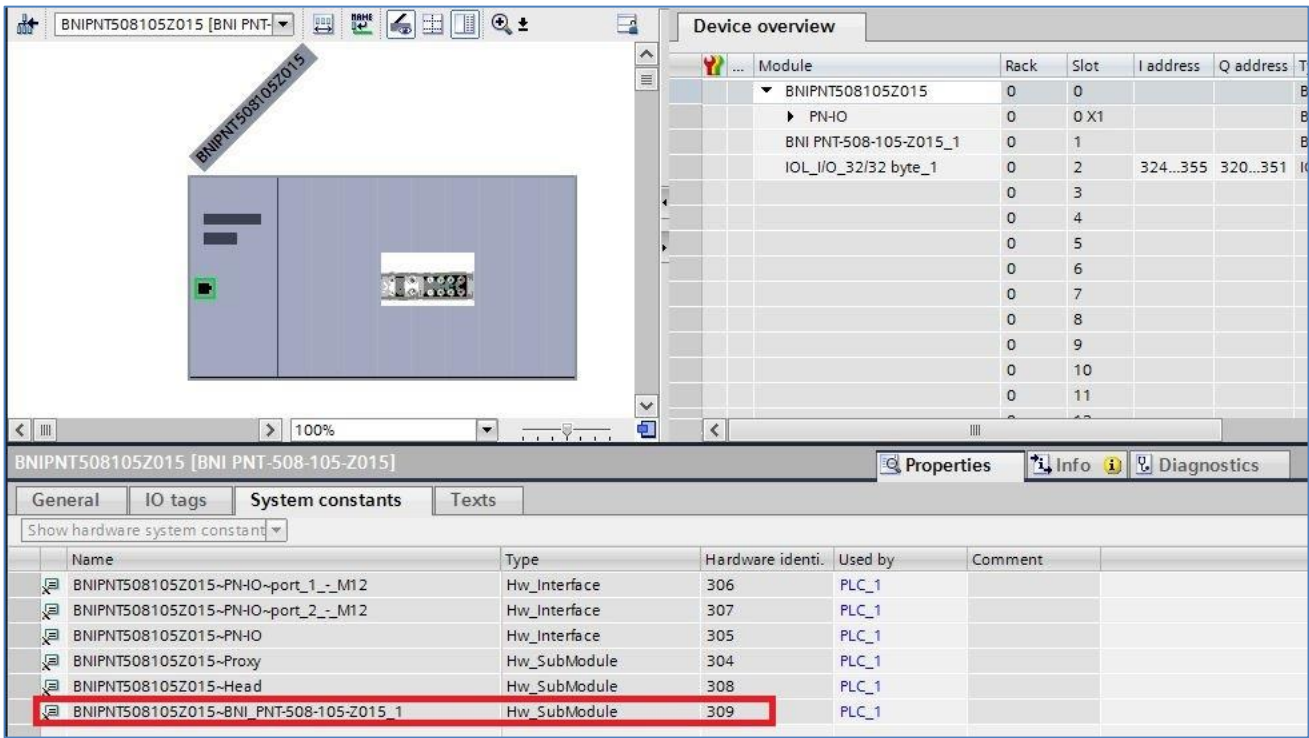 BNIPNT508105Z015 [BNI PNT-
NAME
Device overview
BNIPNT508105Z015
... Module Rack Slot I address Q address T
BNIPNT508105Z015 0 0 B
PN-IO 0 0 X1 B
BNI PNT-508-105-Z015_1 0 1 B
IOL_I/O_32/32 byte_1 0 2 324...355 320...351 IO
0 3
0 4
0 5
0 6
0 7
0 8
0 9
0 10
0 11
100%
BNIPNT508105Z015 [BNI PNT-508-105-Z015]
Properties Info Diagnostics
General IO tags System constants Texts
Show hardware system constant
Name Type Hardware identi. Used by Comment
BNIPNT508105Z015~PN-IO~port_1_-_M12 Hw_Interface 306 PLC_1
BNIPNT508105Z015~PN-IO~port_2_-_M12 Hw_Interface 307 PLC_1
BNIPNT508105Z015~PN-IO Hw_Interface 305 PLC_1
BNIPNT508105Z015~Proxy Hw_SubModule 304 PLC_1
BNIPNT508105Z015~Head Hw_SubModule 308 PLC_1
BNIPNT508105Z015~BNI_PNT-508-105-Z015_1 Hw_SubModule 309 PLC_1